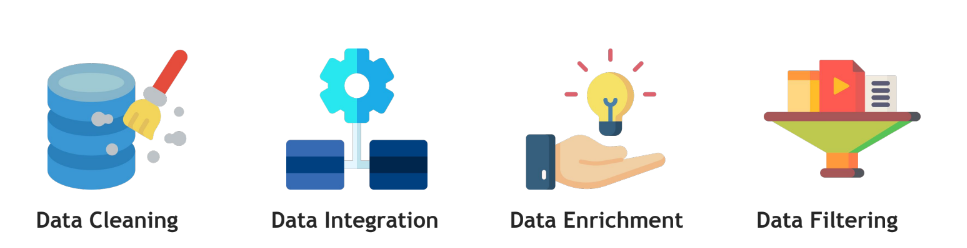 Data Cleaning
Data Integration
Data Enrichment
Data Filtering